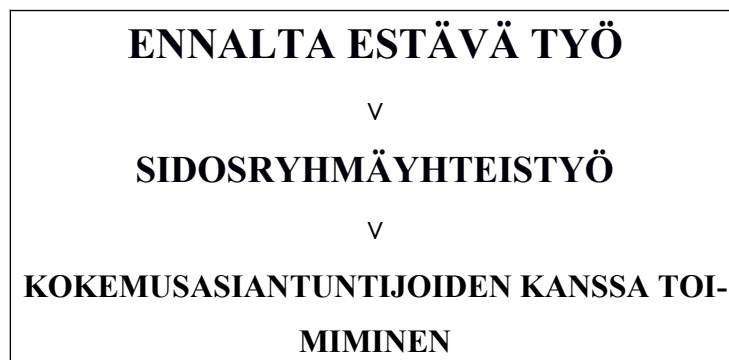 ENNALTA ESTÄVÄ TYÖ
∨
SIDOSRYHMÄYHTEISTYÖ
∨
KOKEMUSASIANTUNTIJOIDEN KANSSA TOI-
MIMINEN